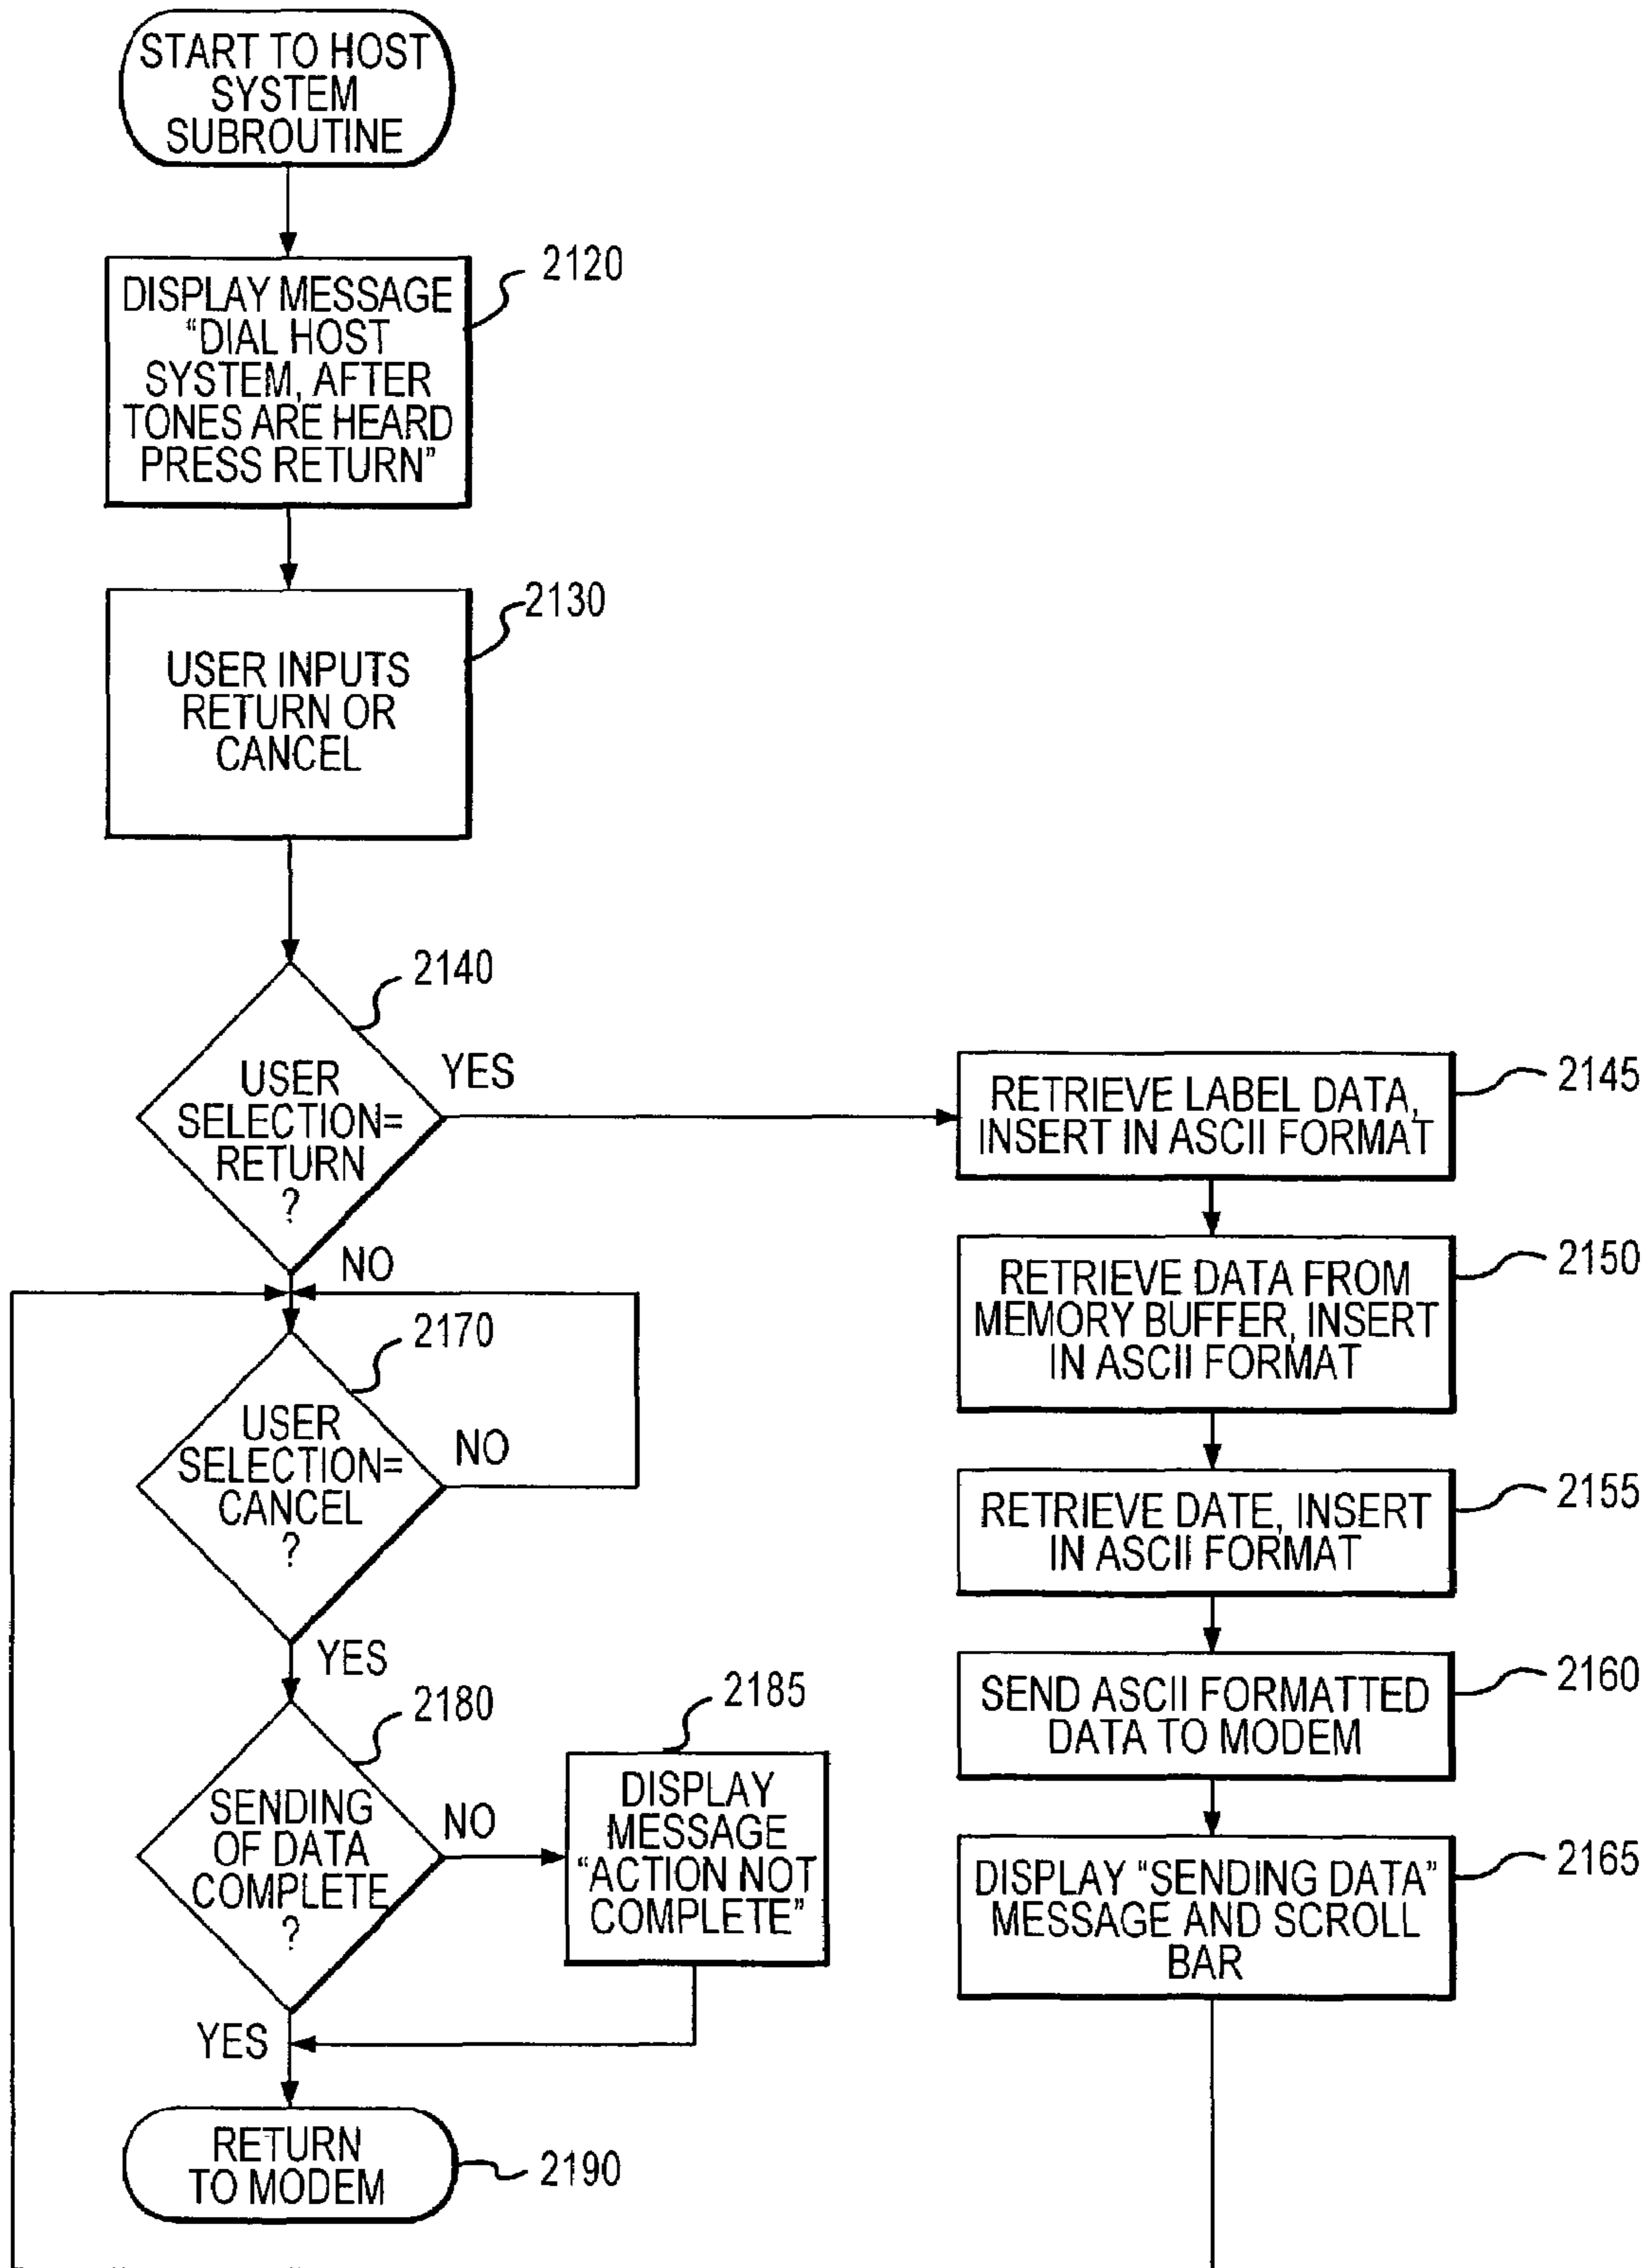 START TO HOST
SYSTEM
SUBROUTINE
2120
DISPLAY MESSAGE
“DIAL HOST
SYSTEM, AFTER
TONES ARE HEARD
PRESS RETURN”
2130
USER INPUTS
RETURN OR
CANCEL
2140
USER
SELECTION=
RETURN
?
YES
NO
2145
RETRIEVE LABEL DATA,
INSERT IN ASCII FORMAT
2150
RETRIEVE DATA FROM
MEMORY BUFFER, INSERT
IN ASCII FORMAT
2155
RETRIEVE DATE, INSERT
IN ASCII FORMAT
2160
SEND ASCII FORMATTED
DATA TO MODEM
2165
DISPLAY “SENDING DATA”
MESSAGE AND SCROLL
BAR
2170
USER
SELECTION=
CANCEL
?
NO
YES
2180
SENDING
OF DATA
COMPLETE
?
NO
2185
DISPLAY
MESSAGE
“ACTION NOT
COMPLETE”
YES
RETURN
TO MODEM
2190